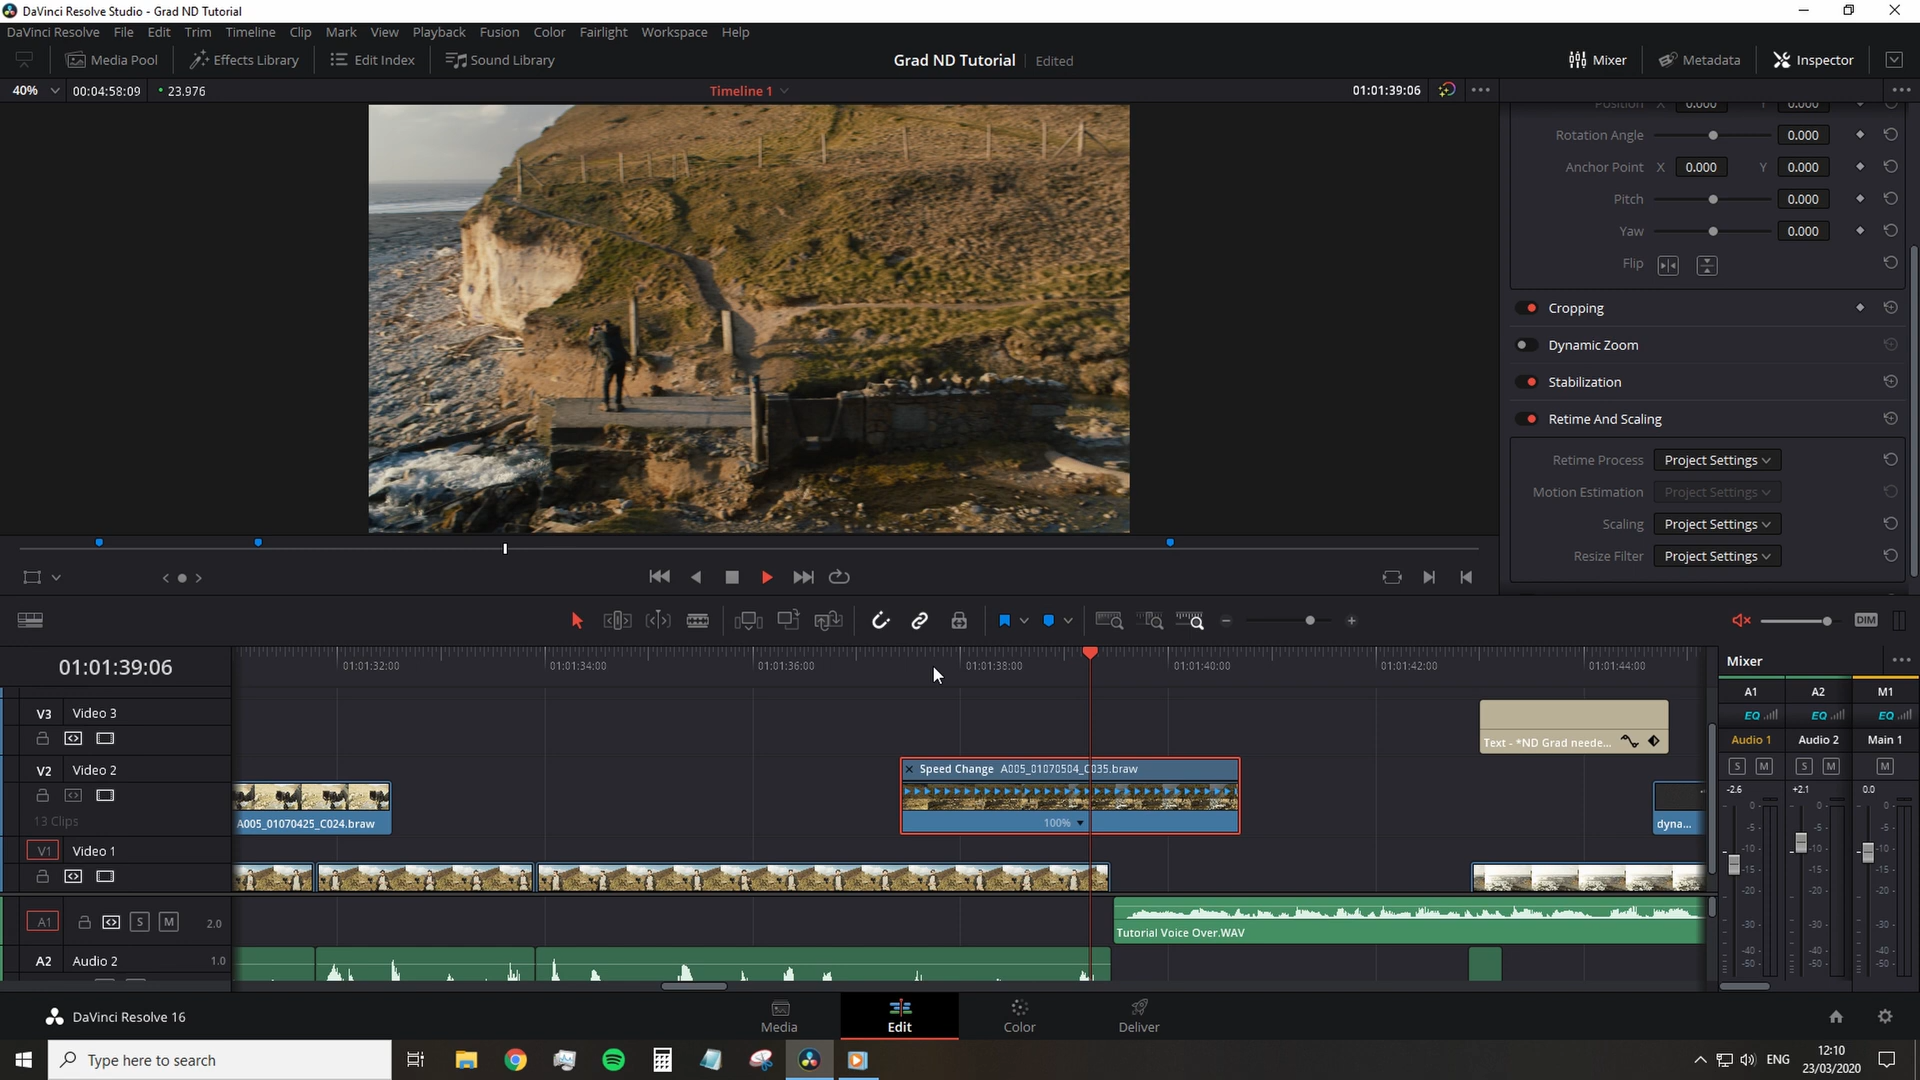 DaVinci Resolve Studio - Grad ND Tutorial
DaVinci Resolve File Edit Trim Timeline Clip Mark View Playback Fusion Color Fairlight Workspace Help
Media Pool Effects Library Edit Index Sound Library Grad ND Tutorial Edited Mixer Metadata Inspector
40% 00:04:58:09 23.976 Timeline 1 01:01:39:06
Position X 0.000 Y 0.000
Rotation Angle 0.000
Anchor Point X 0.000 Y 0.000
Pitch 0.000
Yaw 0.000
Flip
Cropping
Dynamic Zoom
Stabilization
Retime And Scaling
Retime Process Project Settings
Motion Estimation Project Settings
Scaling Project Settings
Resize Filter Project Settings
DIM
01:01:39:06
01:01:32:00 01:01:34:00 01:01:36:00 01:01:38:00 01:01:40:00 01:01:42:00 01:01:44:00
Mixer
A1 A2 M1
EQ EQ EQ
Audio 1 Audio 2 Main 1
S M S M M
-2.6 +2.1 0.0
0- 0- 0-
-5- -5- -5-
-10- -10- -10-
-15- -15- -15-
-20- -20- -20-
-30- -30- -30-
-40- -40- -40-
-50- -50- -50-
V3 Video 3
Text - *ND Grad neede...
V2 Video 2
Speed Change A005_01070504_C035.braw
13 Clips
A005_01070425_C024.braw
100%
dyna...
V1 Video 1
A1 S M 2.0
Tutorial Voice Over.WAV
A2 Audio 2 1.0
DaVinci Resolve 16
Media Edit Color Deliver
Type here to search
ENG
12:10
23/03/2020